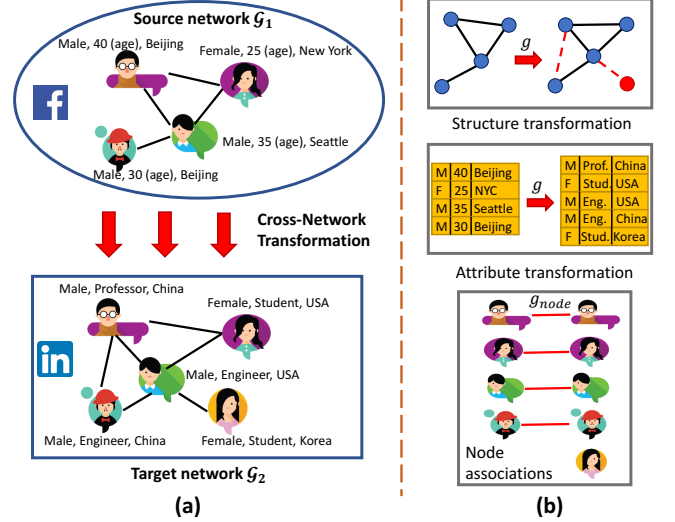 Source network 𝒢₁
Male, 40 (age), Beijing
Female, 25 (age), New York
f
Male, 35 (age), Seattle
Male, 30 (age), Beijing
Cross-Network
Transformation
Male, Professor, China
Female, Student, USA
in
Male, Engineer, USA
Male, Engineer, China
Female, Student, Korea
Target network 𝒢₂
(a)
g
Structure transformation
M 40 Beijing
F 25 NYC
M 35 Seattle
M 30 Beijing
g
M Prof. China
F Stud. USA
M Eng. USA
M Eng. China
F Stud. Korea
Attribute transformation
g_node
Node
associations
(b)